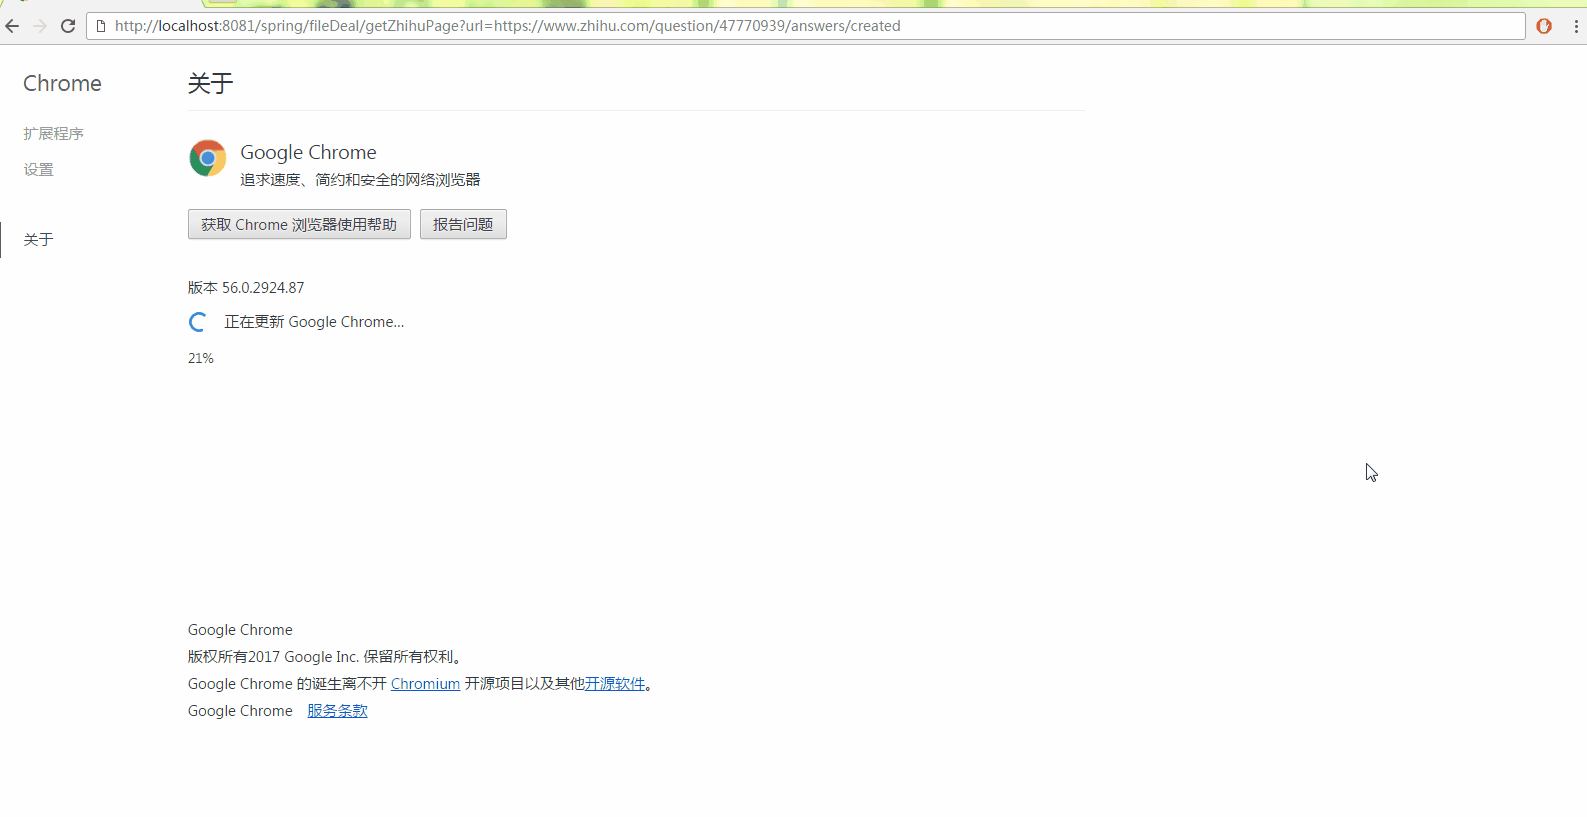 http://localhost:8081/spring/fileDeal/getZhihuPage?url=https://www.zhihu.com/question/47770939/answers/created
Chrome
扩展程序
设置
关于
关于
Google Chrome
追求速度、简约和安全的网络浏览器
获取 Chrome 浏览器使用帮助
报告问题
版本 56.0.2924.87
正在更新 Google Chrome...
21%
Google Chrome
版权所有2017 Google Inc. 保留所有权利。
Google Chrome 的诞生离不开 Chromium 开源项目以及其他开源软件。
Google Chrome 服务条款